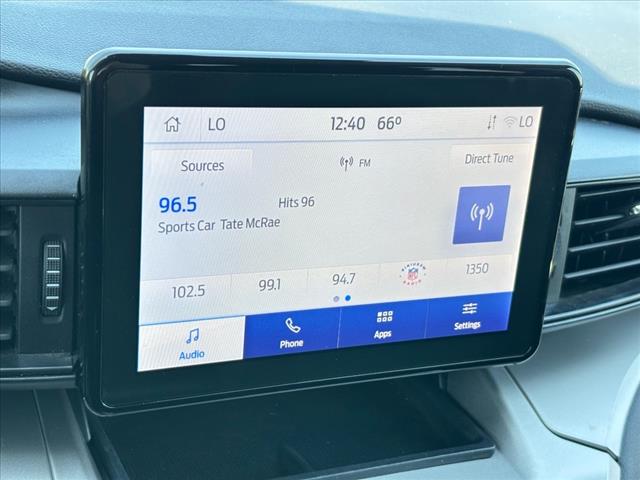 LO 12:40 66° LO
Sources FM Direct Tune
96.5 Hits 96
Sports Car Tate McRae
102.5 99.1 94.7 1350
Audio Phone Apps Settings